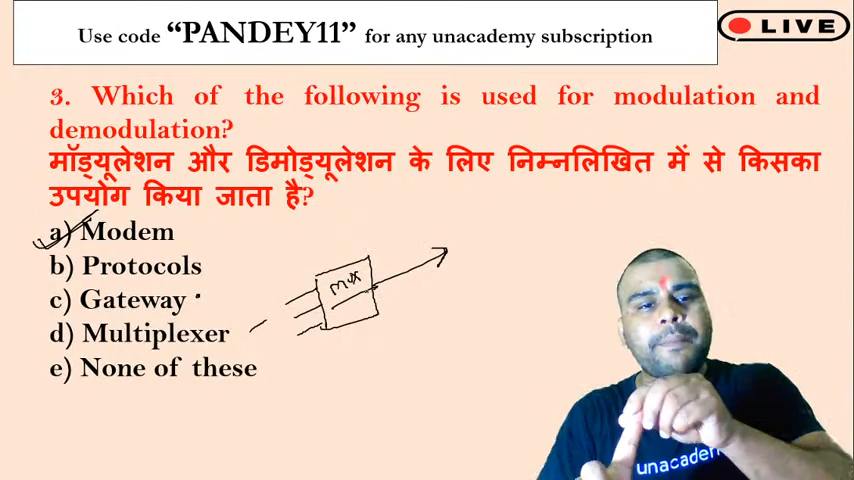 Use code “PANDEY11” for any unacademy subscription
LIVE
3. Which of the following is used for modulation and
demodulation?
मॉड्यूलेशन और डिमोड्यूलेशन के लिए निम्नलिखित में से किसका
उपयोग किया जाता है?
a) Modem
b) Protocols
c) Gateway
d) Multiplexer
e) None of these
mux
unacadem